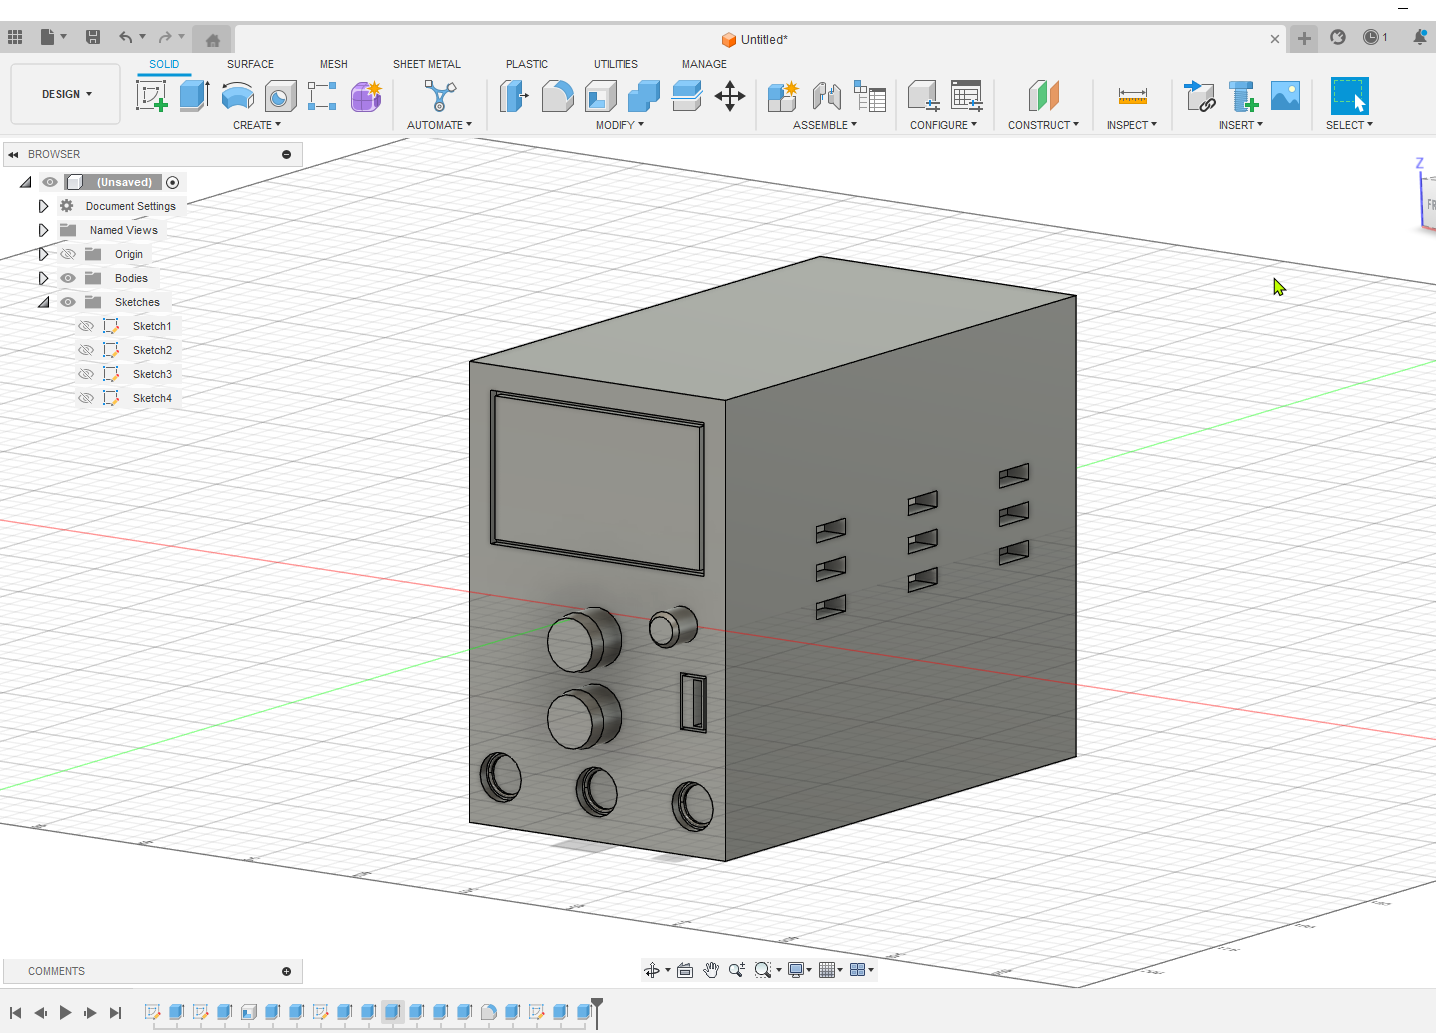 Untitled*
1
DESIGN
SOLID
SURFACE
MESH
SHEET METAL
PLASTIC
UTILITIES
MANAGE
CREATE
AUTOMATE
MODIFY
ASSEMBLE
CONFIGURE
CONSTRUCT
INSPECT
INSERT
SELECT
BROWSER
(Unsaved)
Document Settings
Named Views
Origin
Bodies
Sketches
Sketch1
Sketch2
Sketch3
Sketch4
Z
FR
COMMENTS